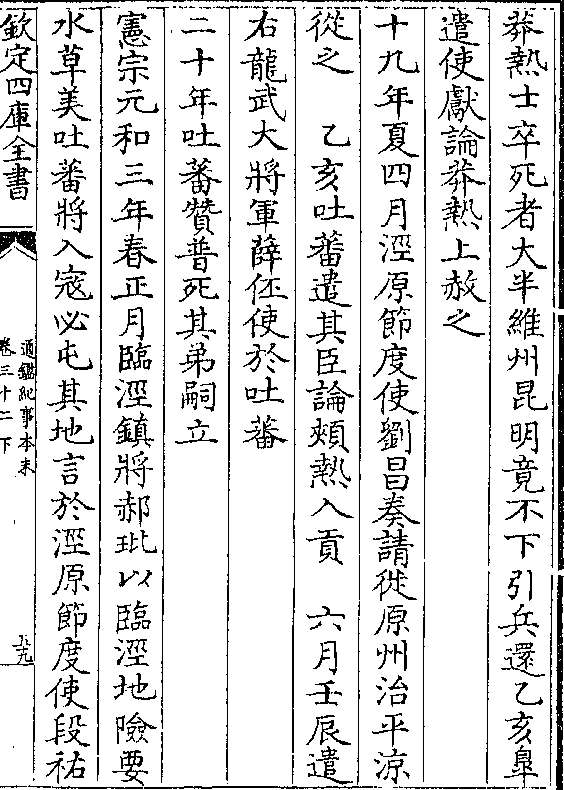 莽熱士卒死者大半維州昆明竟不下引兵還乙亥臯
遣使獻論莽熱上赦之
十九年夏四月涇原節度使劉昌奏請徙原州治平涼
從之　乙亥吐蕃遣其臣論頰熱入貢　六月壬辰遣
右龍武大將軍薛伾使於吐蕃
二十年吐蕃贊普死其弟嗣立
憲宗元和三年春正月臨涇鎮將郝玼以臨涇地險要
水草美吐蕃將入寇必屯其地言於涇原節度使段祐
欽定四庫全書
通鑑紀事本末
卷三十二下